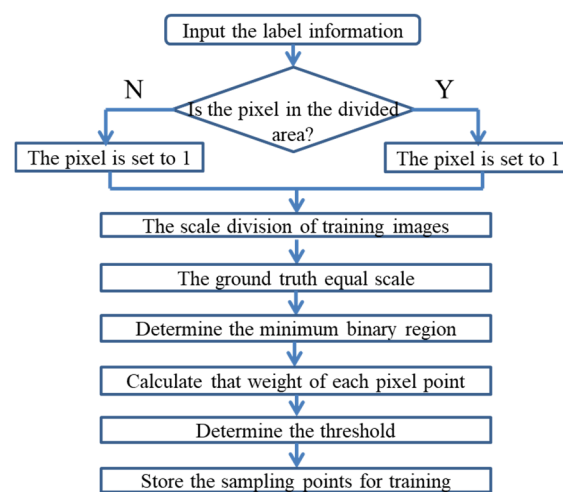 Input the label information
N
Y
Is the pixel in the divided
area?
The pixel is set to 1
The pixel is set to 1
The scale division of training images
The ground truth equal scale
Determine the minimum binary region
Calculate that weight of each pixel point
Determine the threshold
Store the sampling points for training